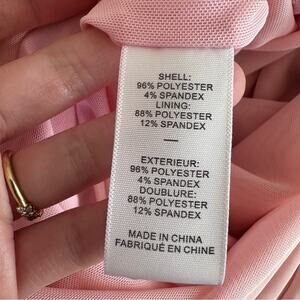 SHELL:
96% POLYESTER
4% SPANDEX
LINING:
88% POLYESTER
12% SPANDEX
—
EXTERIEUR:
96% POLYESTER
4% SPANDEX
DOUBLURE:
88% POLYESTER
12% SPANDEX
MADE IN CHINA
FABRIQUÉ EN CHINE